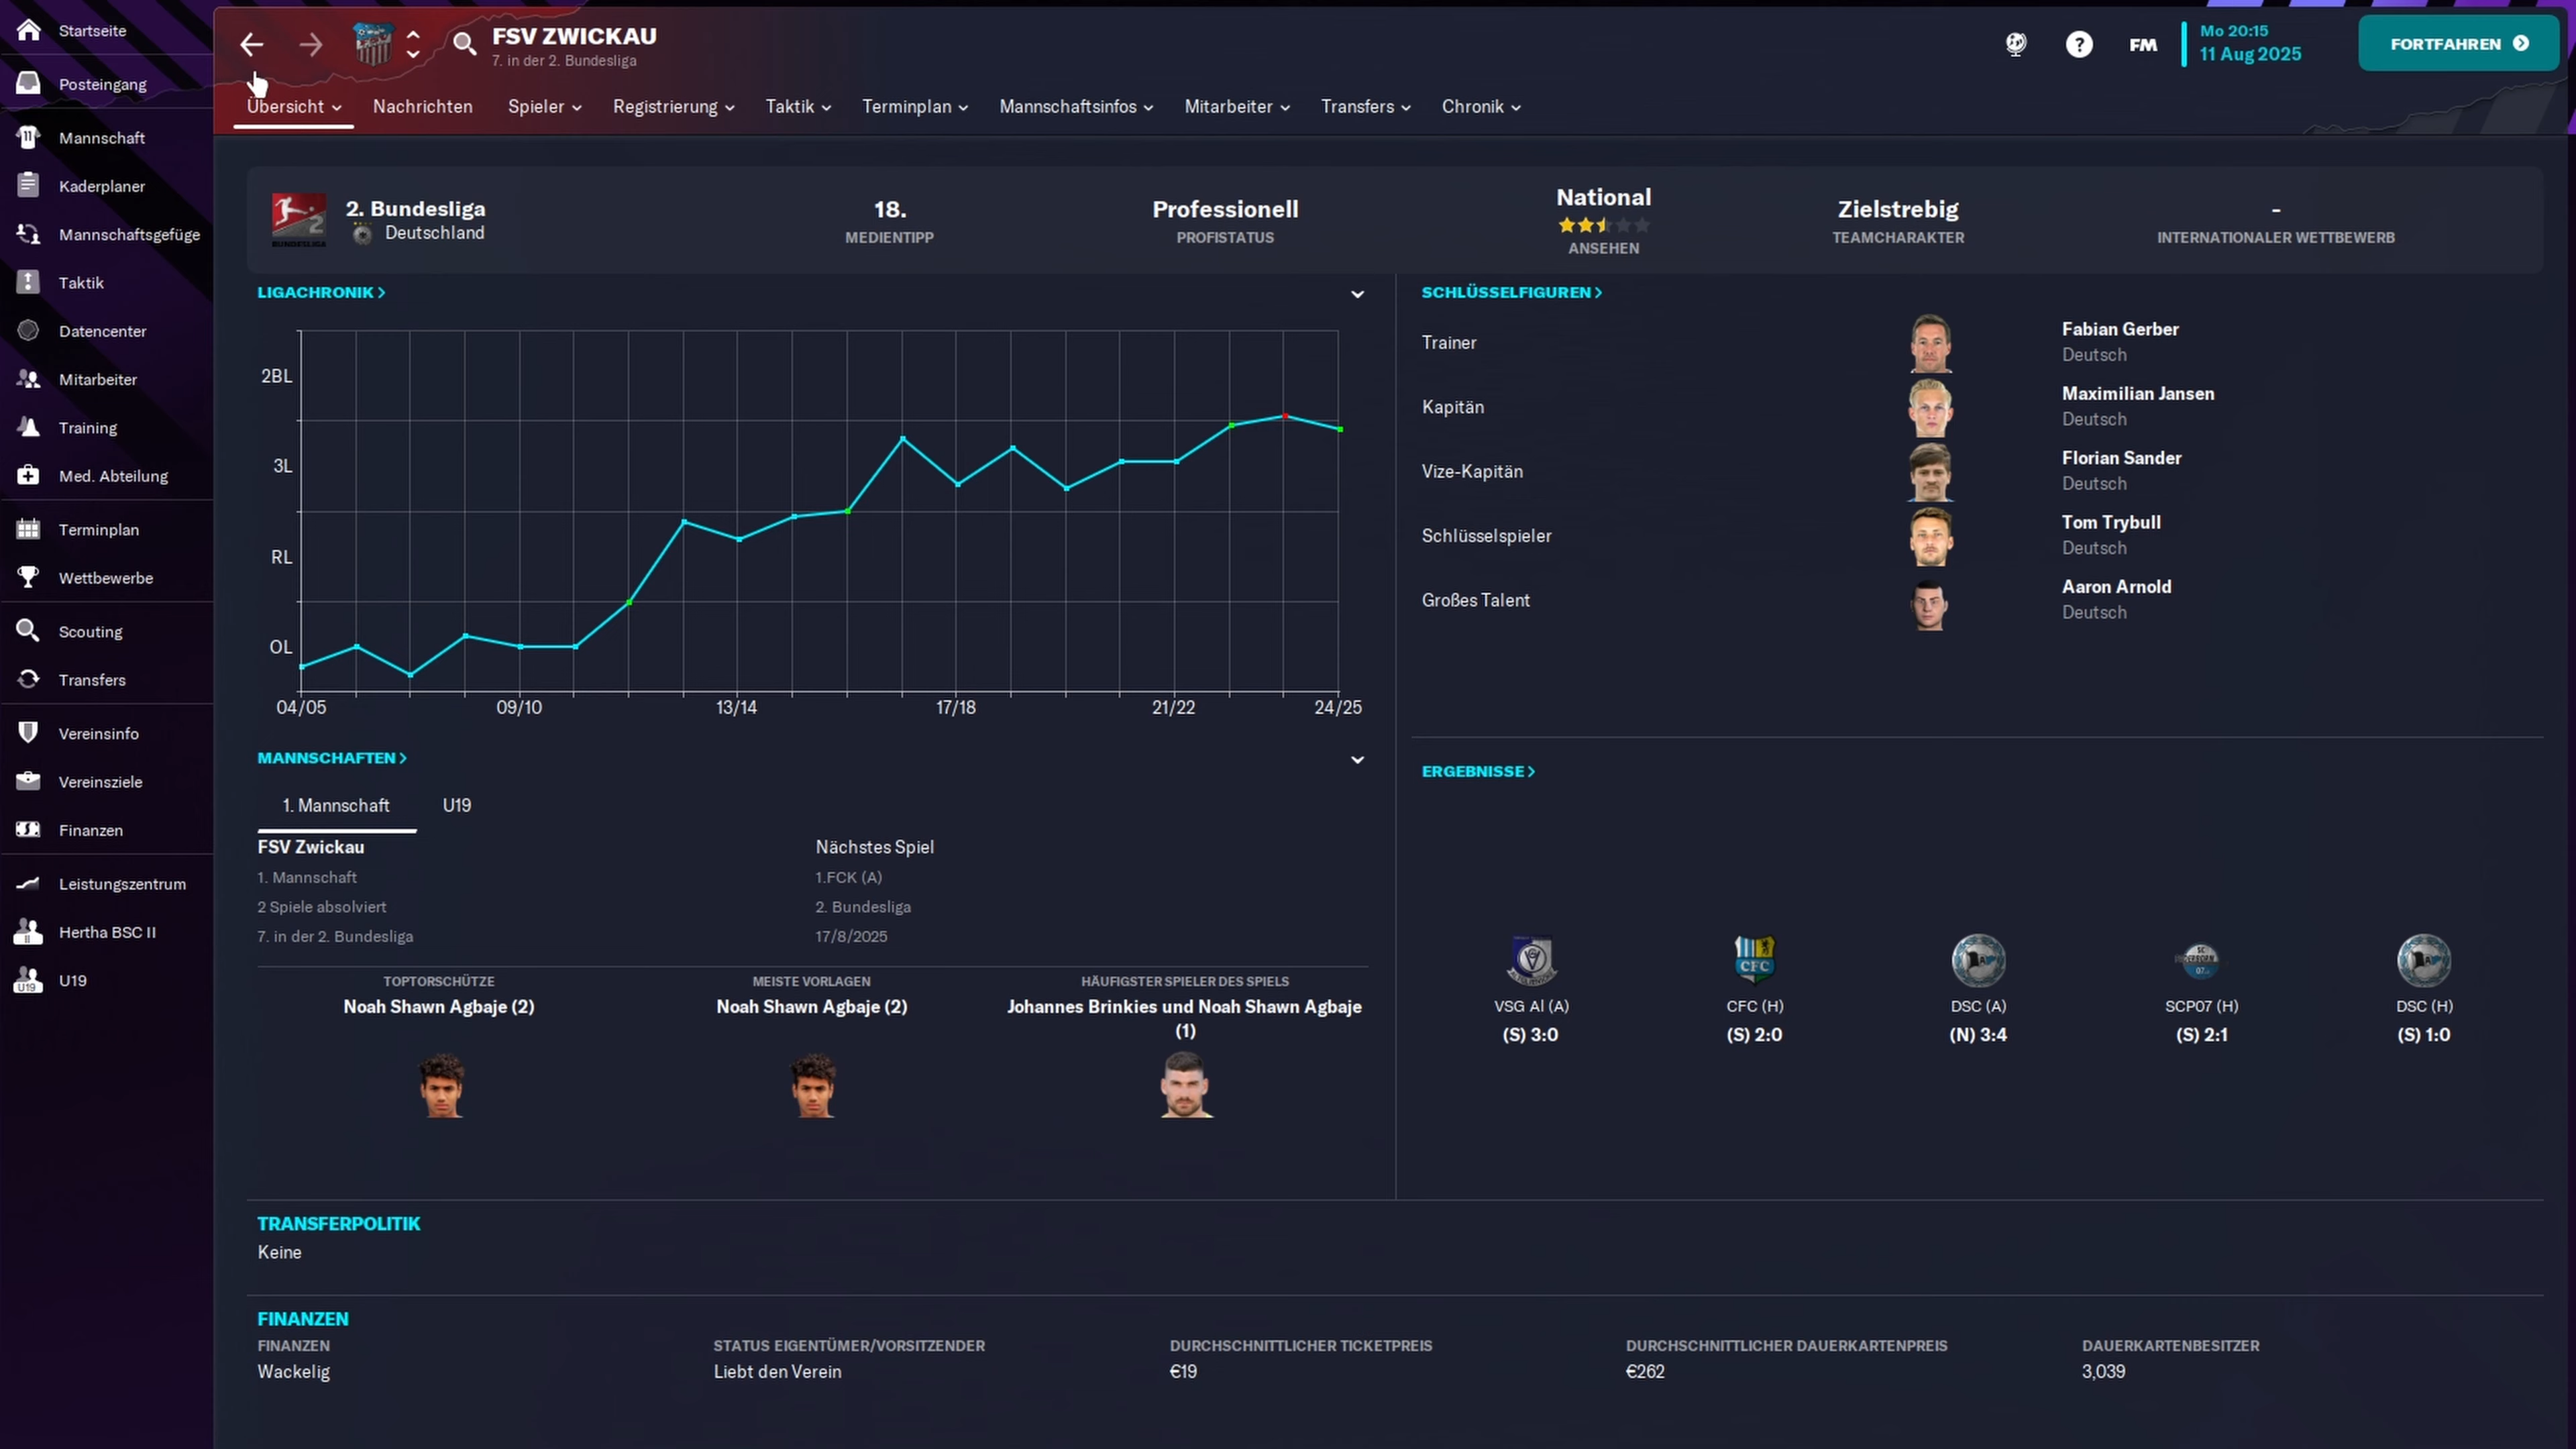 Startseite
Posteingang
Mannschaft
Kaderplaner
Mannschaftsgefüge
Taktik
Datencenter
Mitarbeiter
Training
Med. Abteilung
Terminplan
Wettbewerbe
Scouting
Transfers
Vereinsinfo
Vereinsziele
Finanzen
Leistungszentrum
Hertha BSC II
U19
FSV ZWICKAU
7. in der 2. Bundesliga
FM
Mo 20:15
11 Aug 2025
FORTFAHREN
Übersicht Nachrichten Spieler Registrierung Taktik Terminplan Mannschaftsinfos Mitarbeiter Transfers Chronik
2. Bundesliga
Deutschland
18.
MEDIENTIPP
Professionell
PROFISTATUS
National
ANSEHEN
Zielstrebig
TEAMCHARAKTER
-
INTERNATIONALER WETTBEWERB
LIGACHRONIK
2BL
3L
RL
OL
04/05 09/10 13/14 17/18 21/22 24/25
SCHLÜSSELFIGUREN
Trainer
Fabian Gerber
Deutsch
Kapitän
Maximilian Jansen
Deutsch
Vize-Kapitän
Florian Sander
Deutsch
Schlüsselspieler
Tom Trybull
Deutsch
Großes Talent
Aaron Arnold
Deutsch
MANNSCHAFTEN
1. Mannschaft U19
FSV Zwickau
1. Mannschaft
2 Spiele absolviert
7. in der 2. Bundesliga
Nächstes Spiel
1.FCK (A)
2. Bundesliga
17/8/2025
TOPTORSCHÜTZE
Noah Shawn Agbaje (2)
MEISTE VORLAGEN
Noah Shawn Agbaje (2)
HÄUFIGSTER SPIELER DES SPIELS
Johannes Brinkies und Noah Shawn Agbaje
(1)
ERGEBNISSE
VSG Al (A)
(S) 3:0
CFC
CFC (H)
(S) 2:0
DSC (A)
(N) 3:4
SCP07 (H)
(S) 2:1
DSC (H)
(S) 1:0
TRANSFERPOLITIK
Keine
FINANZEN
FINANZEN
Wackelig
STATUS EIGENTÜMER/VORSITZENDER
Liebt den Verein
DURCHSCHNITTLICHER TICKETPREIS
€19
DURCHSCHNITTLICHER DAUERKARTENPREIS
€262
DAUERKARTENBESITZER
3,039